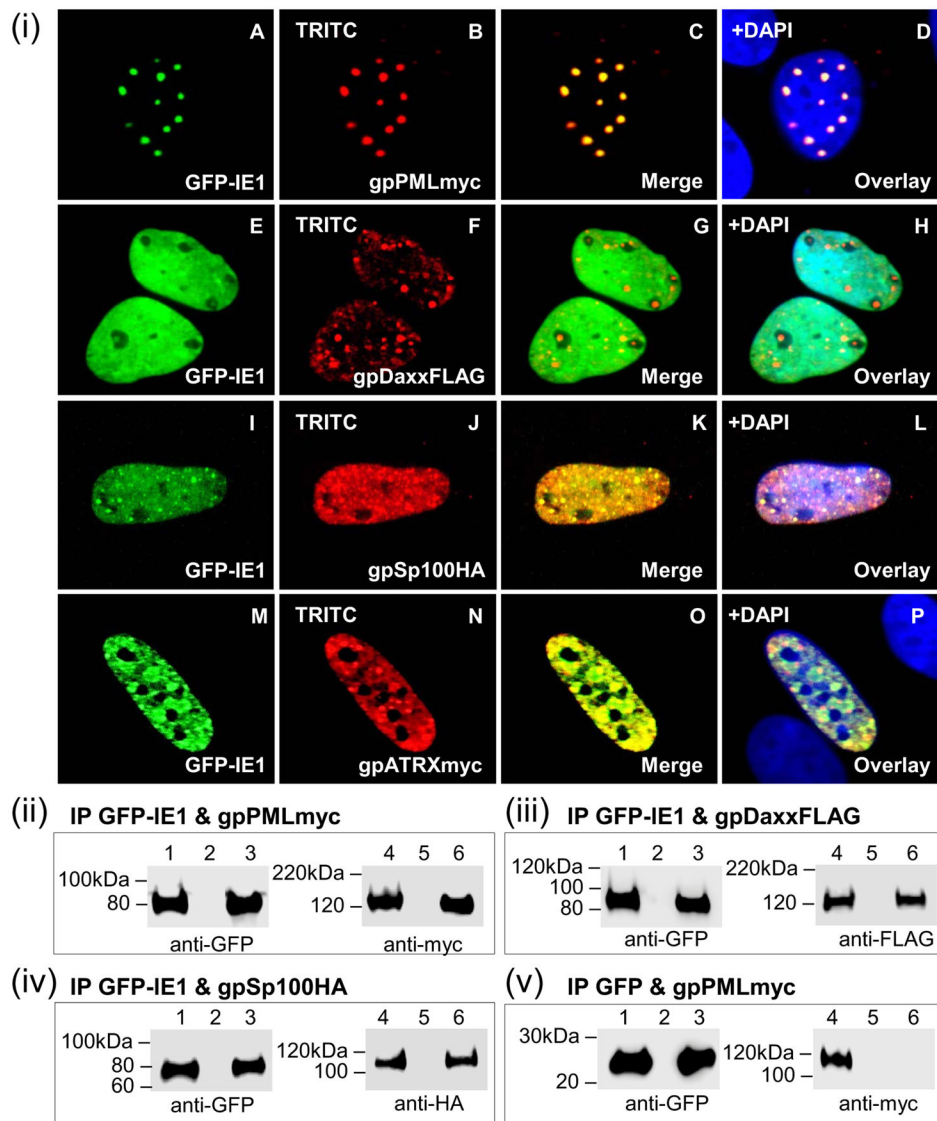 (i)
A TRITC B C +DAPI D
GFP-IE1 gpPMLmyc Merge Overlay
E TRITC F G +DAPI H
GFP-IE1 gpDaxxFLAG Merge Overlay
I TRITC J K +DAPI L
GFP-IE1 gpSp100HA Merge Overlay
M TRITC N O +DAPI P
GFP-IE1 gpATRXmyc Merge Overlay
(ii) IP GFP-IE1 & gpPMLmyc
1 2 3 4 5 6
100kDa 220kDa
80 120
anti-GFP anti-myc
(iii) IP GFP-IE1 & gpDaxxFLAG
1 2 3 4 5 6
120kDa 220kDa
100
80 120
anti-GFP anti-FLAG
(iv) IP GFP-IE1 & gpSp100HA
1 2 3 4 5 6
100kDa 120kDa
80 100
60
anti-GFP anti-HA
(v) IP GFP & gpPMLmyc
1 2 3 4 5 6
30kDa 120kDa
20 100
anti-GFP anti-myc